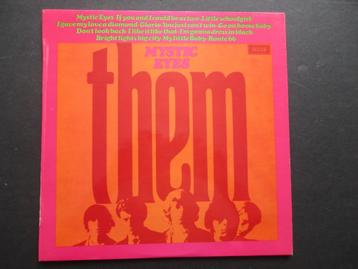 Mystic Eyes·If you and I could be as two·Little schoolgirl
I gave my love a diamond·Gloria·You just can't win·Go on home baby
Don't look back·I like it like that·I'm gonna dress in black
Bright lights big city·My little Baby·Route 66
MYSTIC
EYES
DECCA
them